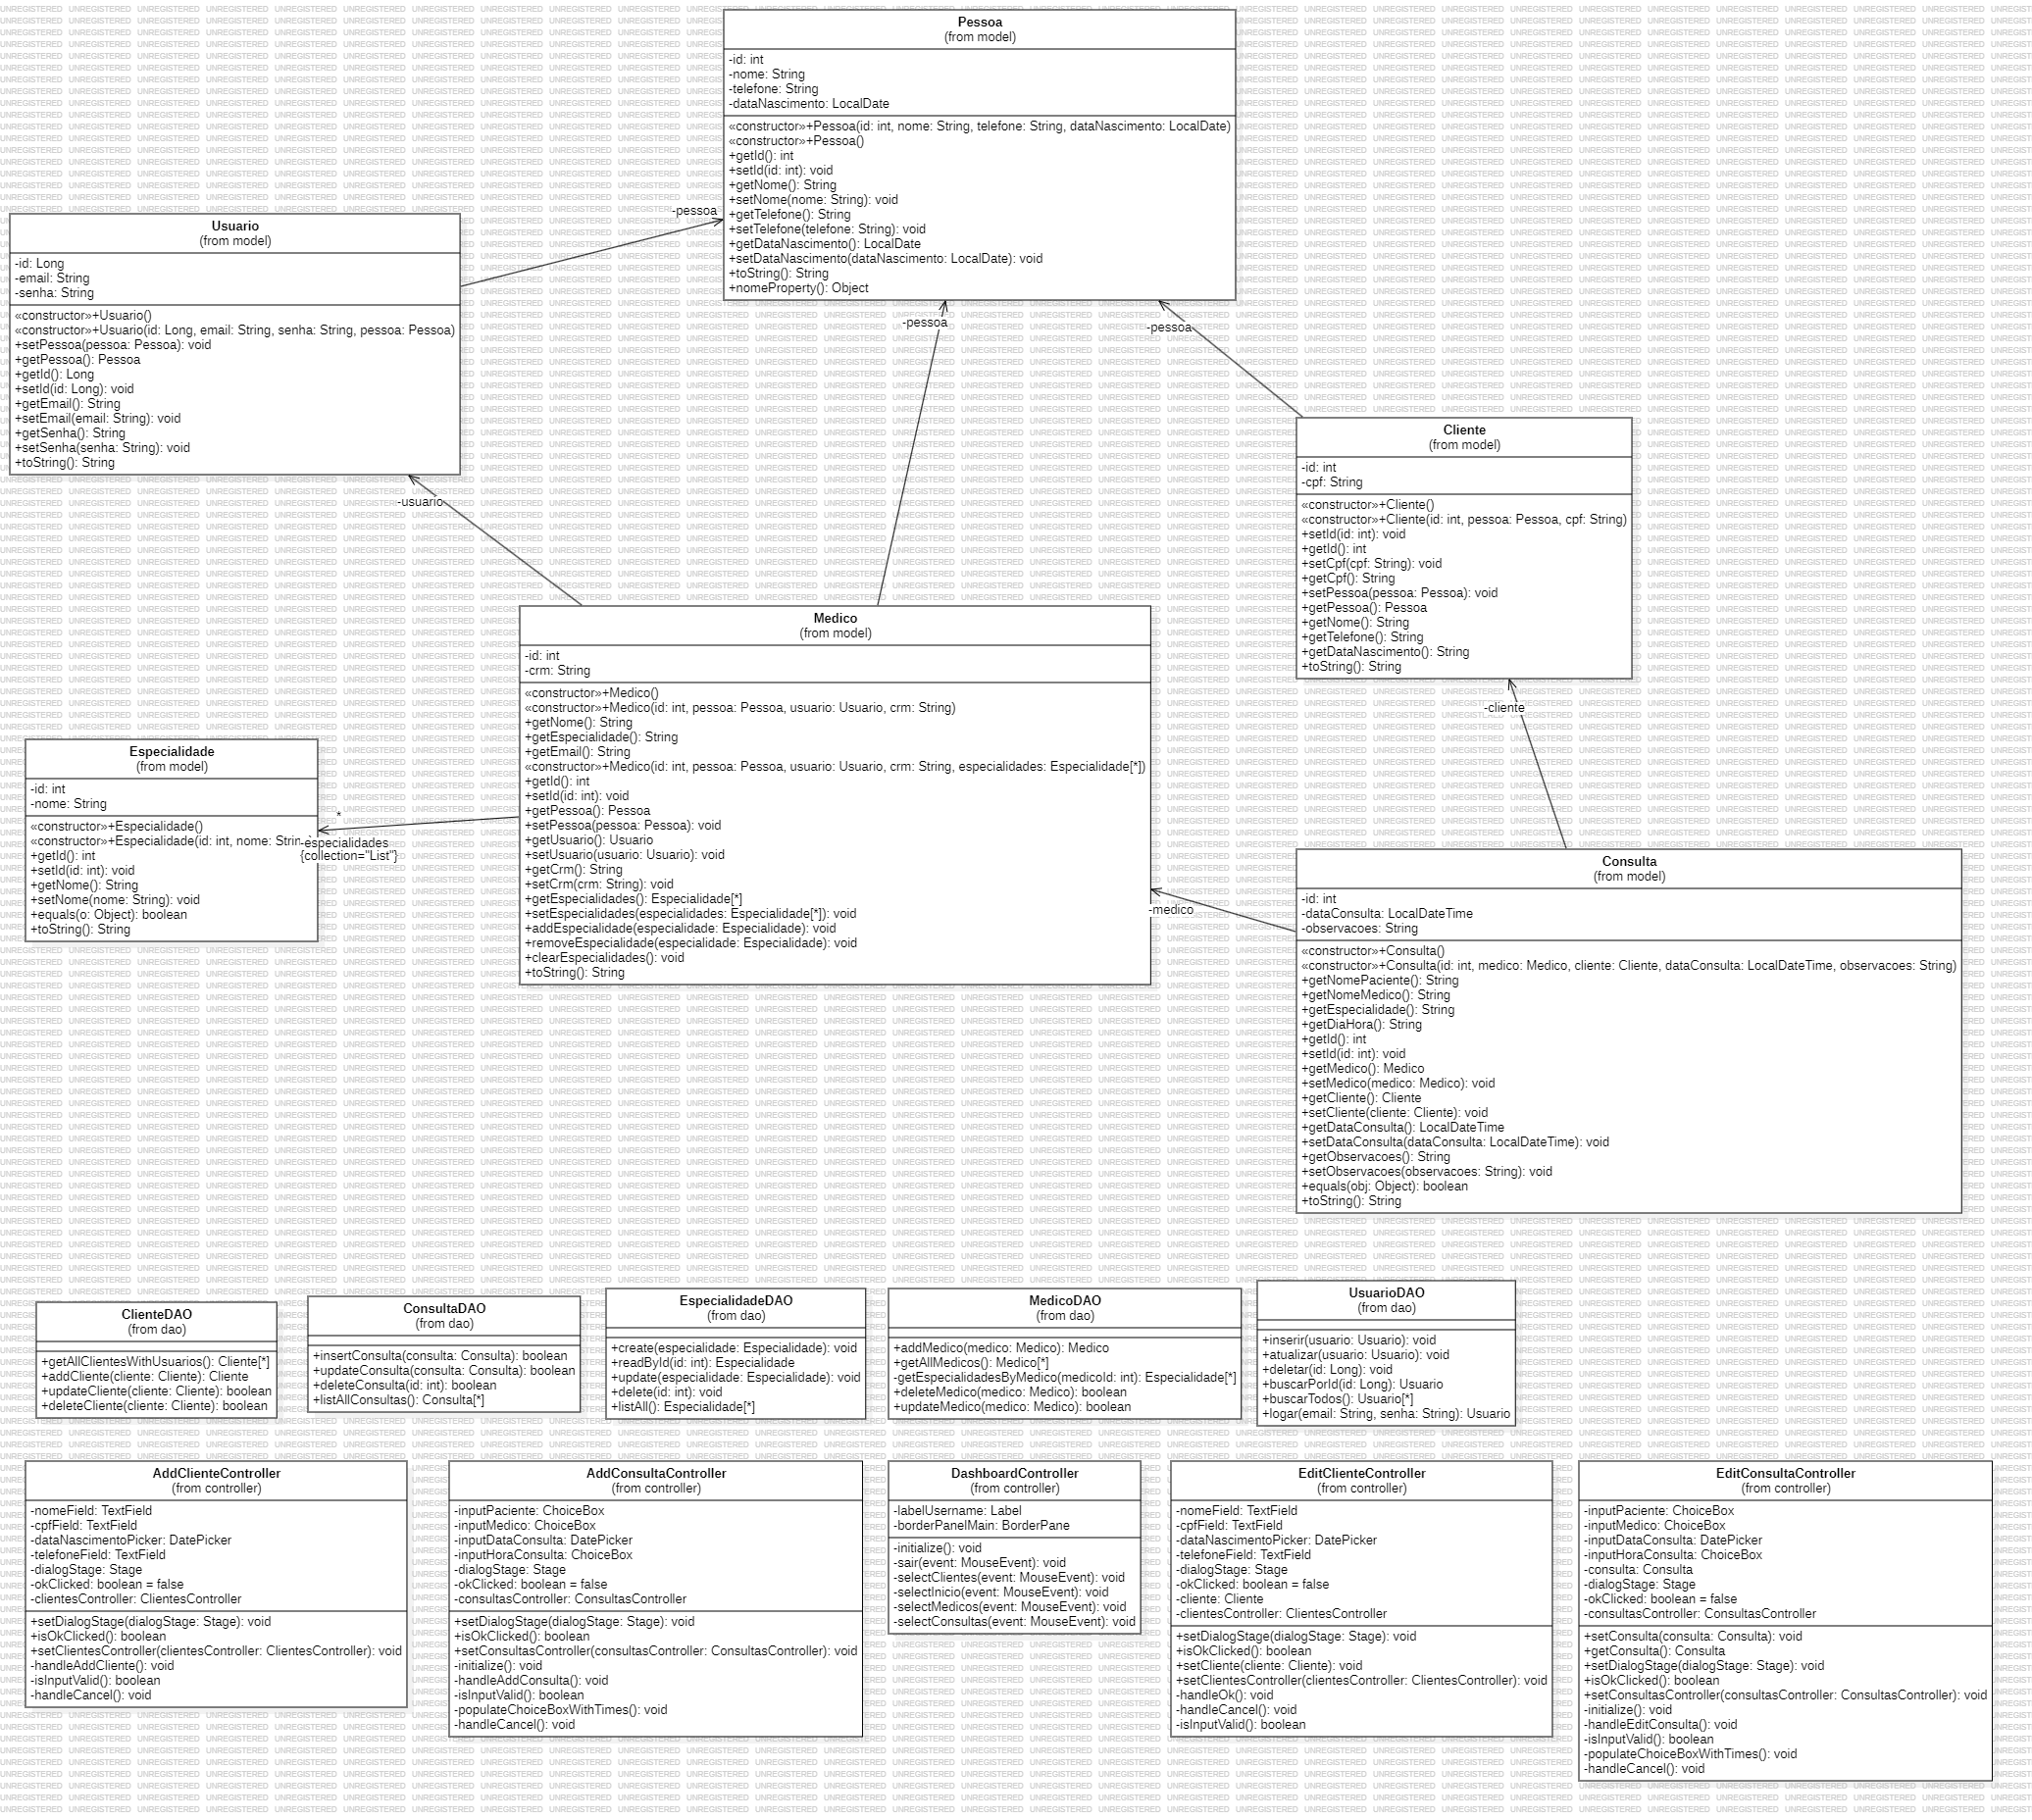 Pessoa
(from model)
-id: int
-nome: String
-telefone: String
-dataNascimento: LocalDate
«constructor»+Pessoa(id: int, nome: String, telefone: String, dataNascimento: LocalDate)
«constructor»+Pessoa()
+getId(): int
+setId(id: int): void
+getNome(): String
+setNome(nome: String): void
+getTelefone(): String
+setTelefone(telefone: String): void
+getDataNascimento(): LocalDate
+setDataNascimento(dataNascimento: LocalDate): void
+toString(): String
+nomeProperty(): Object
-pessoa
-pessoa
-pessoa
Usuario
(from model)
-id: Long
-email: String
-senha: String
«constructor»+Usuario()
«constructor»+Usuario(id: Long, email: String, senha: String, pessoa: Pessoa)
+setPessoa(pessoa: Pessoa): void
+getPessoa(): Pessoa
+getId(): Long
+setId(id: Long): void
+getEmail(): String
+setEmail(email: String): void
+getSenha(): String
+setSenha(senha: String): void
+toString(): String
-usuario
Cliente
(from model)
-id: int
-cpf: String
«constructor»+Cliente()
«constructor»+Cliente(id: int, pessoa: Pessoa, cpf: String)
+setId(id: int): void
+getId(): int
+setCpf(cpf: String): void
+getCpf(): String
+setPessoa(pessoa: Pessoa): void
+getPessoa(): Pessoa
+getNome(): String
+getTelefone(): String
+getDataNascimento(): String
+toString(): String
-cliente
Medico
(from model)
-id: int
-crm: String
«constructor»+Medico()
«constructor»+Medico(id: int, pessoa: Pessoa, usuario: Usuario, crm: String)
+getNome(): String
+getEspecialidade(): String
+getEmail(): String
«constructor»+Medico(id: int, pessoa: Pessoa, usuario: Usuario, crm: String, especialidades: Especialidade[*])
+getId(): int
+setId(id: int): void
+getPessoa(): Pessoa
+setPessoa(pessoa: Pessoa): void
+getUsuario(): Usuario
+setUsuario(usuario: Usuario): void
+getCrm(): String
+setCrm(crm: String): void
+getEspecialidades(): Especialidade[*]
+setEspecialidades(especialidades: Especialidade[*]): void
+addEspecialidade(especialidade: Especialidade): void
+removeEspecialidade(especialidade: Especialidade): void
+clearEspecialidades(): void
+toString(): String
Especialidade
(from model)
-id: int
-nome: String
«constructor»+Especialidade()
«constructor»+Especialidade(id: int, nome: Strin
+getId(): int
+setId(id: int): void
+getNome(): String
+setNome(nome: String): void
+equals(o: Object): boolean
+toString(): String
*
-especialidades
{collection="List"}
-medico
Consulta
(from model)
-id: int
-dataConsulta: LocalDateTime
-observacoes: String
«constructor»+Consulta()
«constructor»+Consulta(id: int, medico: Medico, cliente: Cliente, dataConsulta: LocalDateTime, observacoes: String)
+getNomePaciente(): String
+getNomeMedico(): String
+getEspecialidade(): String
+getDiaHora(): String
+getId(): int
+setId(id: int): void
+getMedico(): Medico
+setMedico(medico: Medico): void
+getCliente(): Cliente
+setCliente(cliente: Cliente): void
+getDataConsulta(): LocalDateTime
+setDataConsulta(dataConsulta: LocalDateTime): void
+getObservacoes(): String
+setObservacoes(observacoes: String): void
+equals(obj: Object): boolean
+toString(): String
ClienteDAO
(from dao)
+getAllClientesWithUsuarios(): Cliente[*]
+addCliente(cliente: Cliente): Cliente
+updateCliente(cliente: Cliente): boolean
+deleteCliente(cliente: Cliente): boolean
ConsultaDAO
(from dao)
+insertConsulta(consulta: Consulta): boolean
+updateConsulta(consulta: Consulta): boolean
+deleteConsulta(id: int): boolean
+listAllConsultas(): Consulta[*]
EspecialidadeDAO
(from dao)
+create(especialidade: Especialidade): void
+readById(id: int): Especialidade
+update(especialidade: Especialidade): void
+delete(id: int): void
+listAll(): Especialidade[*]
MedicoDAO
(from dao)
+addMedico(medico: Medico): Medico
+getAllMedicos(): Medico[*]
-getEspecialidadesByMedico(medicoId: int): Especialidade[*]
+deleteMedico(medico: Medico): boolean
+updateMedico(medico: Medico): boolean
UsuarioDAO
(from dao)
+inserir(usuario: Usuario): void
+atualizar(usuario: Usuario): void
+deletar(id: Long): void
+buscarPorId(id: Long): Usuario
+buscarTodos(): Usuario[*]
+logar(email: String, senha: String): Usuario
AddClienteController
(from controller)
-nomeField: TextField
-cpfField: TextField
-dataNascimentoPicker: DatePicker
-telefoneField: TextField
-dialogStage: Stage
-okClicked: boolean = false
-clientesController: ClientesController
+setDialogStage(dialogStage: Stage): void
+isOkClicked(): boolean
+setClientesController(clientesController: ClientesController): void
-handleAddCliente(): void
-isInputValid(): boolean
-handleCancel(): void
AddConsultaController
(from controller)
-inputPaciente: ChoiceBox
-inputMedico: ChoiceBox
-inputDataConsulta: DatePicker
-inputHoraConsulta: ChoiceBox
-dialogStage: Stage
-okClicked: boolean = false
-consultasController: ConsultasController
+setDialogStage(dialogStage: Stage): void
+isOkClicked(): boolean
+setConsultasController(consultasController: ConsultasController): void
-initialize(): void
-handleAddConsulta(): void
-isInputValid(): boolean
-populateChoiceBoxWithTimes(): void
-handleCancel(): void
DashboardController
(from controller)
-labelUsername: Label
-borderPanelMain: BorderPane
-initialize(): void
-sair(event: MouseEvent): void
-selectClientes(event: MouseEvent): void
-selectInicio(event: MouseEvent): void
-selectMedicos(event: MouseEvent): void
-selectConsultas(event: MouseEvent): void
EditClienteController
(from controller)
-nomeField: TextField
-cpfField: TextField
-dataNascimentoPicker: DatePicker
-telefoneField: TextField
-dialogStage: Stage
-okClicked: boolean = false
-cliente: Cliente
-clientesController: ClientesController
+setDialogStage(dialogStage: Stage): void
+isOkClicked(): boolean
+setCliente(cliente: Cliente): void
+setClientesController(clientesController: ClientesController): void
-handleOk(): void
-handleCancel(): void
-isInputValid(): boolean
EditConsultaController
(from controller)
-inputPaciente: ChoiceBox
-inputMedico: ChoiceBox
-inputDataConsulta: DatePicker
-inputHoraConsulta: ChoiceBox
-consulta: Consulta
-dialogStage: Stage
-okClicked: boolean = false
-consultasController: ConsultasController
+setConsulta(consulta: Consulta): void
+getConsulta(): Consulta
+setDialogStage(dialogStage: Stage): void
+isOkClicked(): boolean
+setConsultasController(consultasController: ConsultasController): void
-initialize(): void
-handleEditConsulta(): void
-isInputValid(): boolean
-populateChoiceBoxWithTimes(): void
-handleCancel(): void
UNREGISTERED